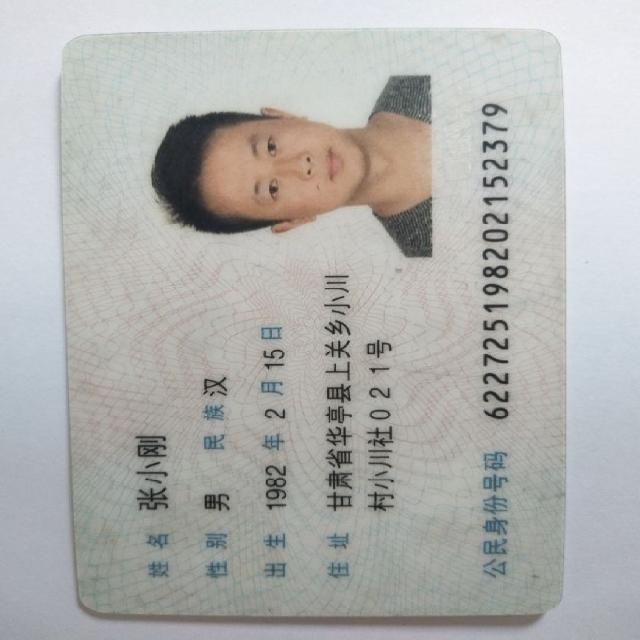 姓名 张小刚
性别 男 民族 汉
出生 1982 年 2 月 15 日
住址 甘肃省华亭县上关乡小川
村小川社021号
公民身份号码 622725198202152379